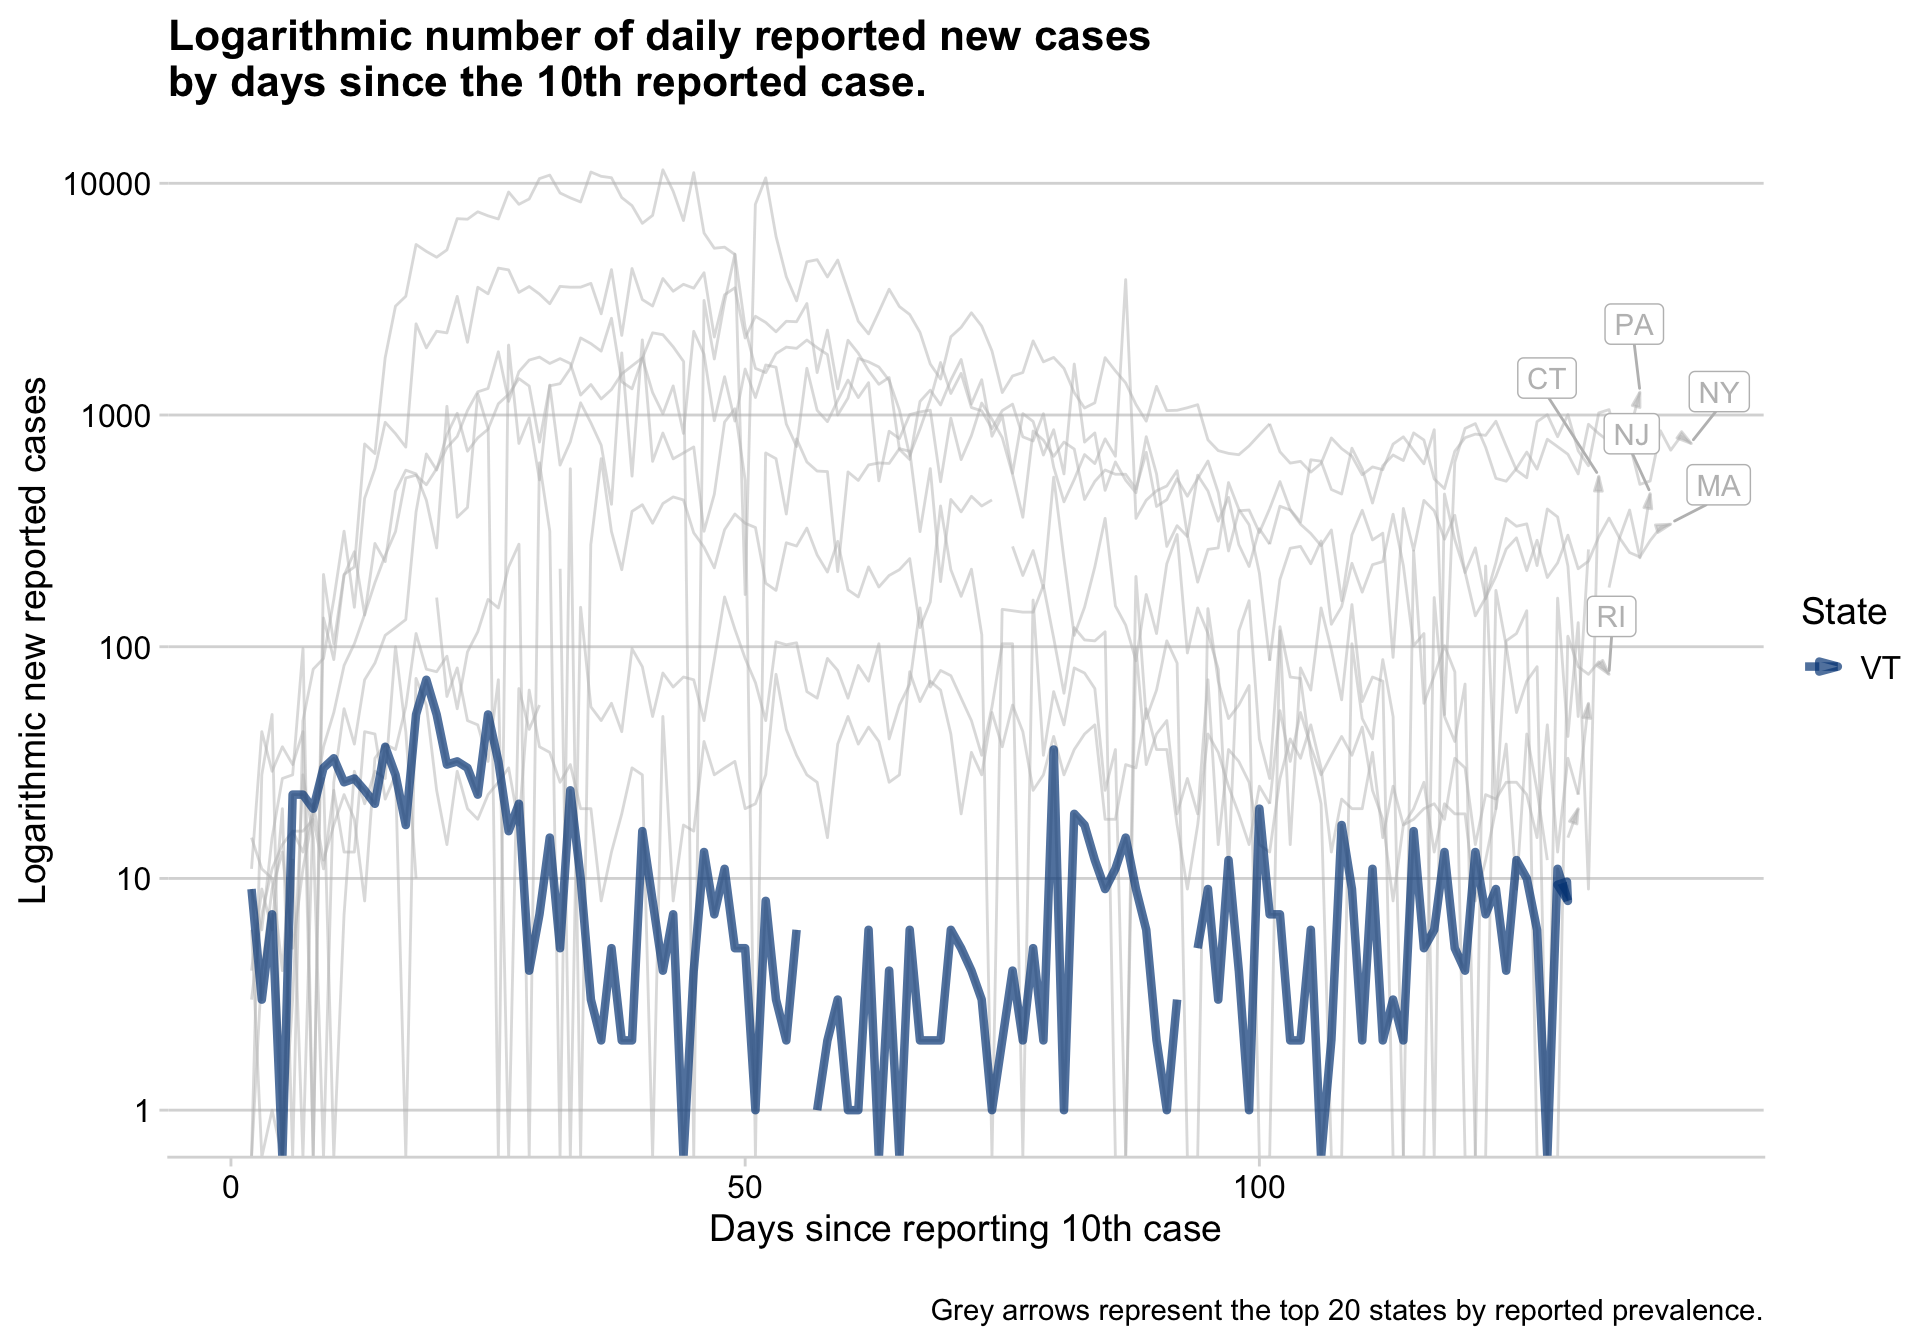 Logarithmic number of daily reported new cases
by days since the 10th reported case.
Logarithmic new reported cases
10000
1000
100
10
1
PA
CT
NY
NJ
MA
RI
State
VT
0
50
100
Days since reporting 10th case
Grey arrows represent the top 20 states by reported prevalence.